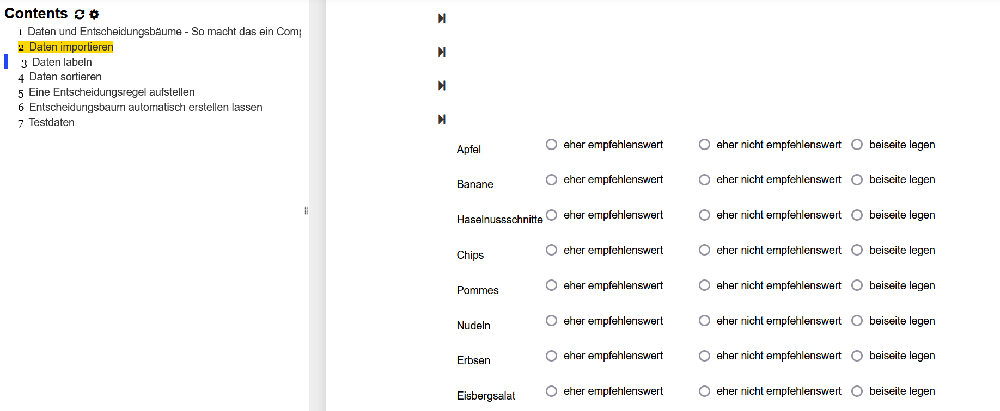 Contents
1 Daten und Entscheidungsbäume - So macht das ein Comp
2 Daten importieren
3 Daten labeln
4 Daten sortieren
5 Eine Entscheidungsregel aufstellen
6 Entscheidungsbaum automatisch erstellen lassen
7 Testdaten
Apfel eher empfehlenswert eher nicht empfehlenswert beiseite legen
Banane eher empfehlenswert eher nicht empfehlenswert beiseite legen
Haselnussschnitte eher empfehlenswert eher nicht empfehlenswert beiseite legen
Chips eher empfehlenswert eher nicht empfehlenswert beiseite legen
Pommes eher empfehlenswert eher nicht empfehlenswert beiseite legen
Nudeln eher empfehlenswert eher nicht empfehlenswert beiseite legen
Erbsen eher empfehlenswert eher nicht empfehlenswert beiseite legen
Eisbergsalat eher empfehlenswert eher nicht empfehlenswert beiseite legen